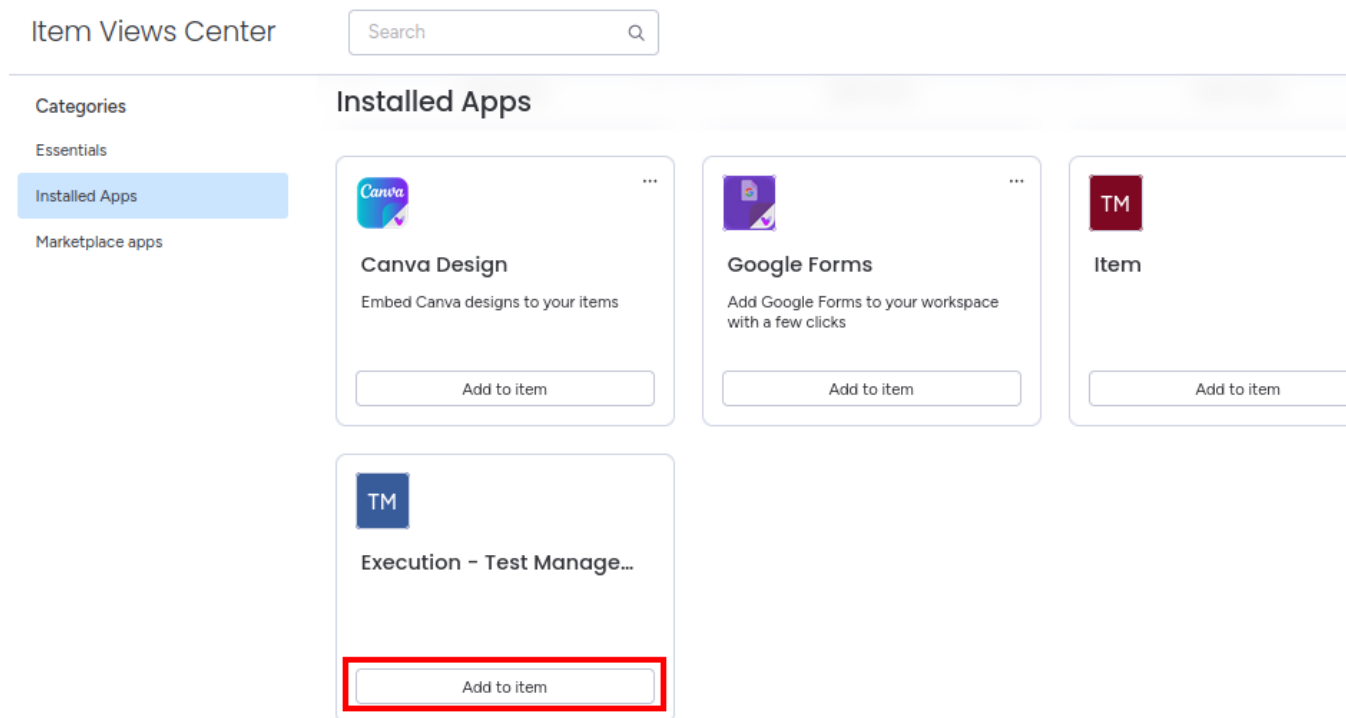 Item Views Center
Search
Categories
Essentials
Installed Apps
Marketplace apps
Installed Apps
Canva
Canva Design
Embed Canva designs to your items
Add to item
Google Forms
Add Google Forms to your workspace
with a few clicks
Add to item
TM
Item
Add to item
TM
Execution - Test Manage...
Add to item